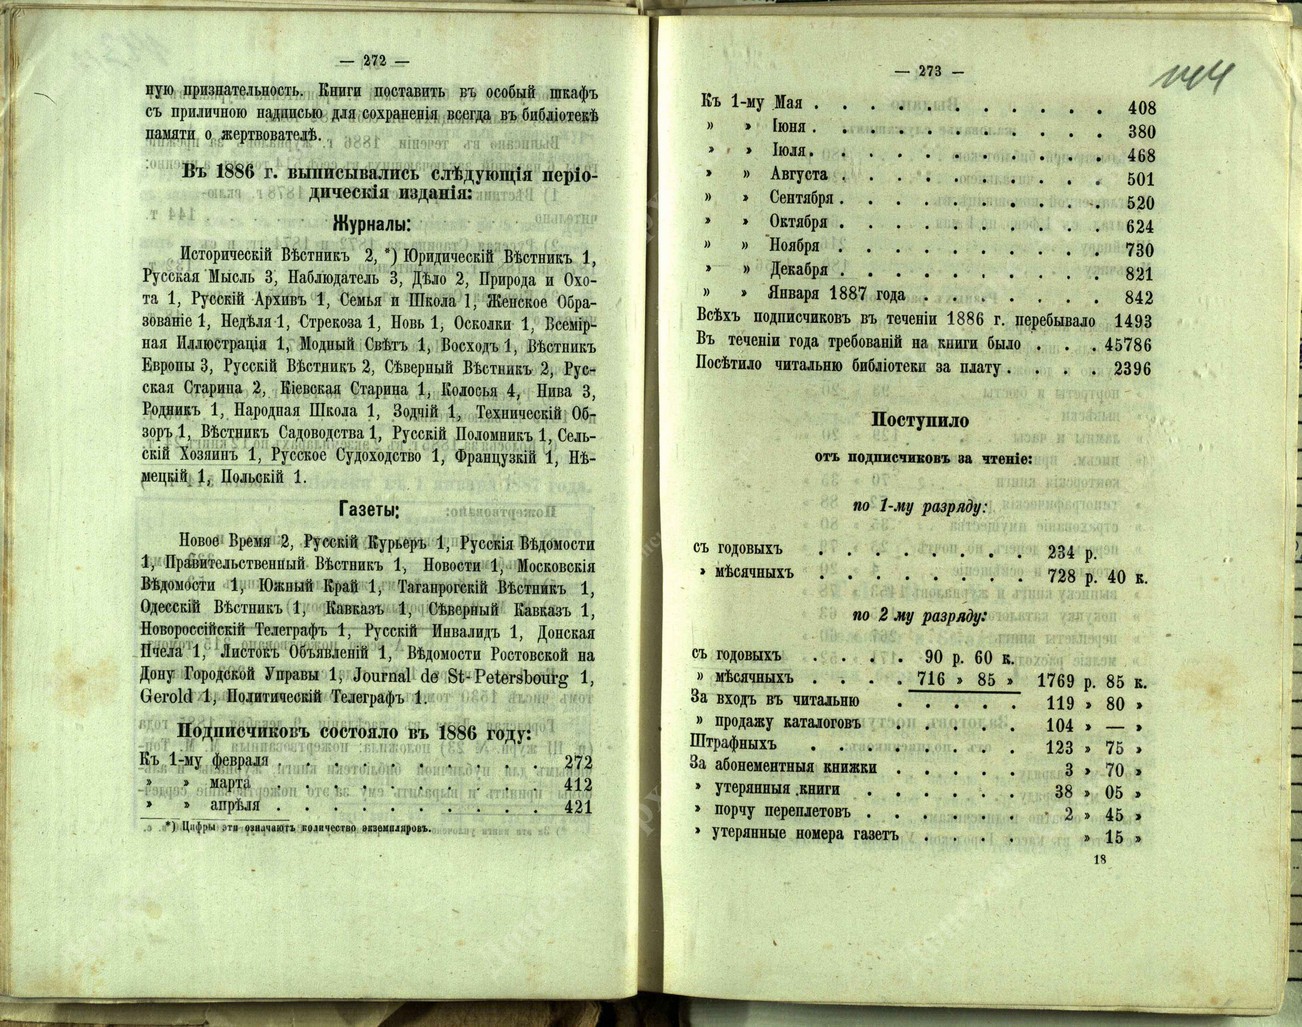 — 272 —
ную признательность. Книги поставить въ особый шкафъ
съ приличною надписью для сохраненія всегда въ библіотекѣ
памяти о жертвователѣ.
Въ 1886 г. выписывались слѣдующія періо-
дическія изданія:
Журналы:
Историческій Вѣстникъ 2, *) Юридическій Вѣстникъ 1,
Русская Мысль 3, Наблюдатель 3, Дѣло 2, Природа и Охо-
та 1, Русскій Архивъ 1, Семья и Школа 1, Женское Обра-
зованіе 1, Недѣля 1, Стрекоза 1, Новь 1, Осколки 1, Всемір-
ная Иллюстрація 1, Модный Свѣтъ 1, Восходъ 1, Вѣстникъ
Европы 3, Русскій Вѣстникъ 2, Сѣверный Вѣстникъ 2, Рус-
ская Старина 2, Кіевская Старина 1, Колосья 4, Нива 3,
Родникъ 1, Народная Школа 1, Зодчій 1, Техническій Об-
зоръ 1, Вѣстникъ Садоводства 1, Русскій Поломникъ 1, Сель-
скій Хозяинъ 1, Русское Судоходство 1, Французкій 1, Нѣ-
мецкій 1, Польскій 1.
Газеты:
Новое Время 2, Русскій Курьеръ 1, Русскія Вѣдомости
1, Правительственный Вѣстникъ 1, Новости 1, Московскія
Вѣдомости 1, Южный Край 1, Таганрогскій Вѣстникъ 1,
Одесскій Вѣстникъ 1, Кавказъ 1, Сѣверный Кавказъ 1,
Новороссійскій Телеграфъ 1, Русскій Инвалидъ 1, Донская
Пчела 1, Листокъ Объявленій 1, Вѣдомости Ростовской на
Дону Городской Управы 1, Journal de St-Petersbourg 1,
Gerold 1, Политическій Телеграфъ 1.
Подписчиковъ состояло въ 1886 году:
Къ 1-му февраля . . . . . . . . . . 272
» » марта . . . . . . . . . . 412
» » апрѣля . . . . . . . . . . 421
*) Цифры эти означаютъ количество экземпляровъ.
— 273 —
144
Къ 1-му Мая . . . . . . . . . . . 408
» » Іюня . . . . . . . . . . . 380
» » Іюля . . . . . . . . . . . 468
» » Августа . . . . . . . . . . 501
» » Сентября . . . . . . . . . . 520
» » Октября . . . . . . . . . . 624
» » Ноября . . . . . . . . . . 730
» » Декабря . . . . . . . . . . 821
» » Января 1887 года . . . . . . . 842
Всѣхъ подписчиковъ въ теченіи 1886 г. перебывало 1493
Въ теченіи года требованій на книги было . . . 45786
Посѣтило читальню библіотеки за плату . . . . 2396
Поступило
отъ подписчиковъ за чтеніе:
по 1-му разряду:
съ годовыхъ . . . . . . . . 234 р.
» мѣсячныхъ . . . . . . . . 728 р. 40 к.
по 2 му разряду:
съ годовыхъ . . . . 90 р. 60 к.
» мѣсячныхъ . . . . 716 » 85 » 1769 р. 85 к.
За входъ въ читальню . . . . . 119 » 80 »
» продажу каталоговъ . . . . . 104 » — »
Штрафныхъ . . . . . . . . 123 » 75 »
За абонементныя книжки . . . . . 3 » 70 »
» утерянныя книги . . . . . . 38 » 05 »
» порчу переплетовъ . . . . . . 2 » 45 »
» утерянные номера газетъ . . . . » 15 »
18